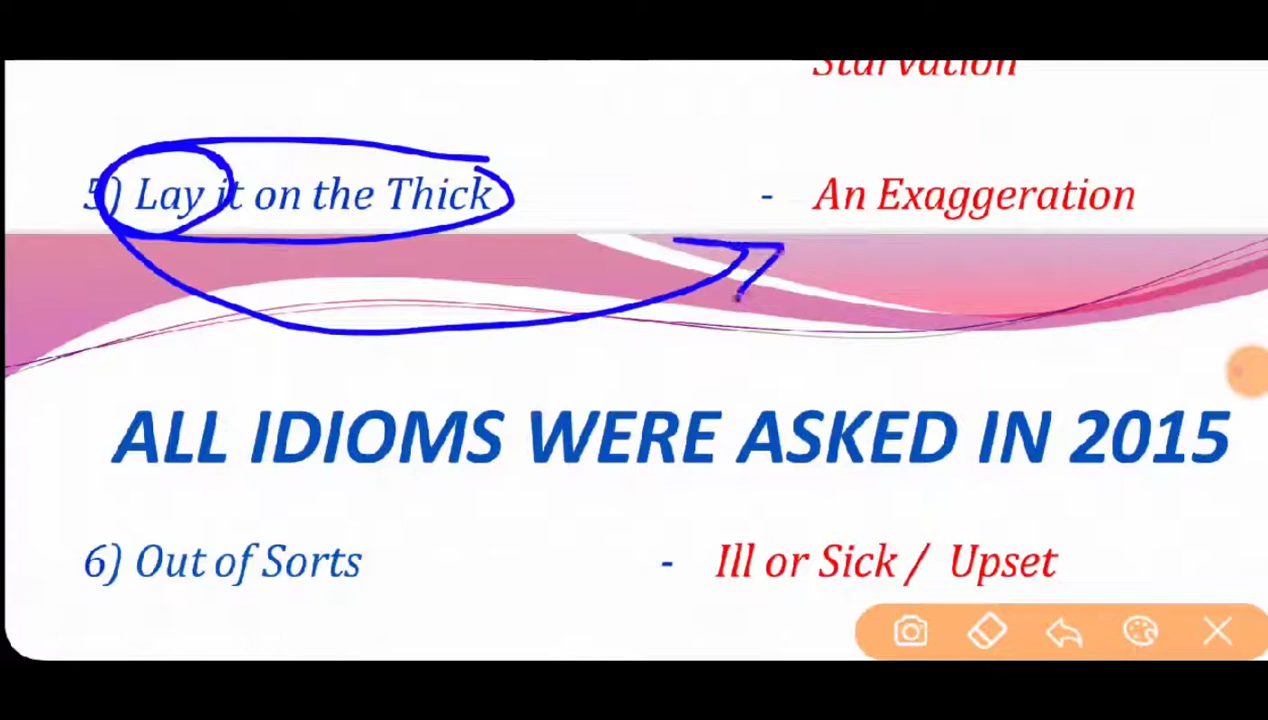 Starvation
5) Lay it on the Thick - An Exaggeration
ALL IDIOMS WERE ASKED IN 2015
6) Out of Sorts - Ill or Sick / Upset